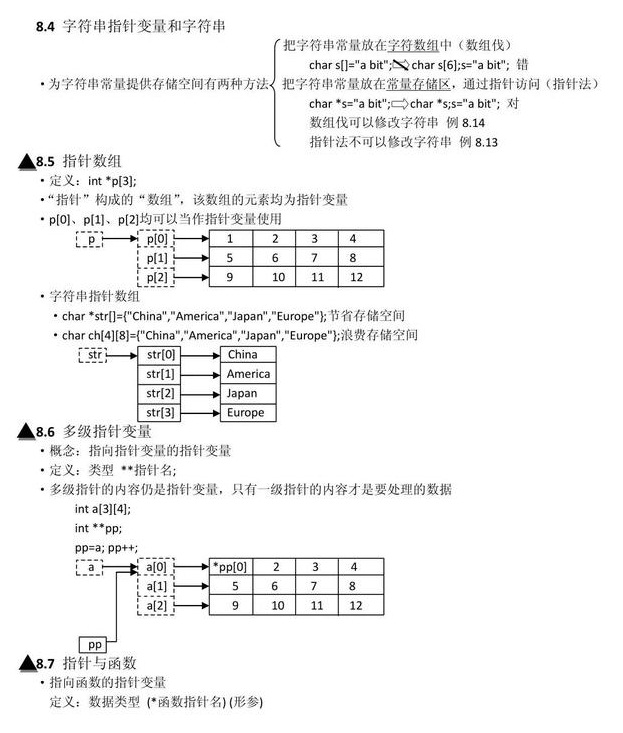 8.4 字符串指针变量和字符串
把字符串常量放在字符数组中（数组伐）
char s[]="a bit";⇨char s[6];s="a bit"; 错
•为字符串常量提供存储空间有两种方法
把字符串常量放在常量存储区，通过指针访问（指针法）
char *s="a bit";⇨char *s;s="a bit"; 对
数组伐可以修改字符串 例 8.14
指针法不可以修改字符串 例 8.13
▲8.5 指针数组
•定义：int *p[3];
•“指针”构成的“数组”，该数组的元素均为指针变量
•p[0]、p[1]、p[2]均可以当作指针变量使用
p p[0] 1 2 3 4
p[1] 5 6 7 8
p[2] 9 10 11 12
•字符串指针数组
•char *str[]={"China","America","Japan","Europe"};节省存储空间
•char ch[4][8]={"China","America","Japan","Europe"};浪费存储空间
str str[0] China
str[1] America
str[2] Japan
str[3] Europe
▲8.6 多级指针变量
•概念：指向指针变量的指针变量
•定义：类型 **指针名;
•多级指针的内容仍是指针变量，只有一级指针的内容才是要处理的数据
int a[3][4];
int **pp;
pp=a; pp++;
a a[0] *pp[0] 2 3 4
a[1] 5 6 7 8
a[2] 9 10 11 12
pp
▲8.7 指针与函数
•指向函数的指针变量
定义：数据类型 (*函数指针名) (形参)